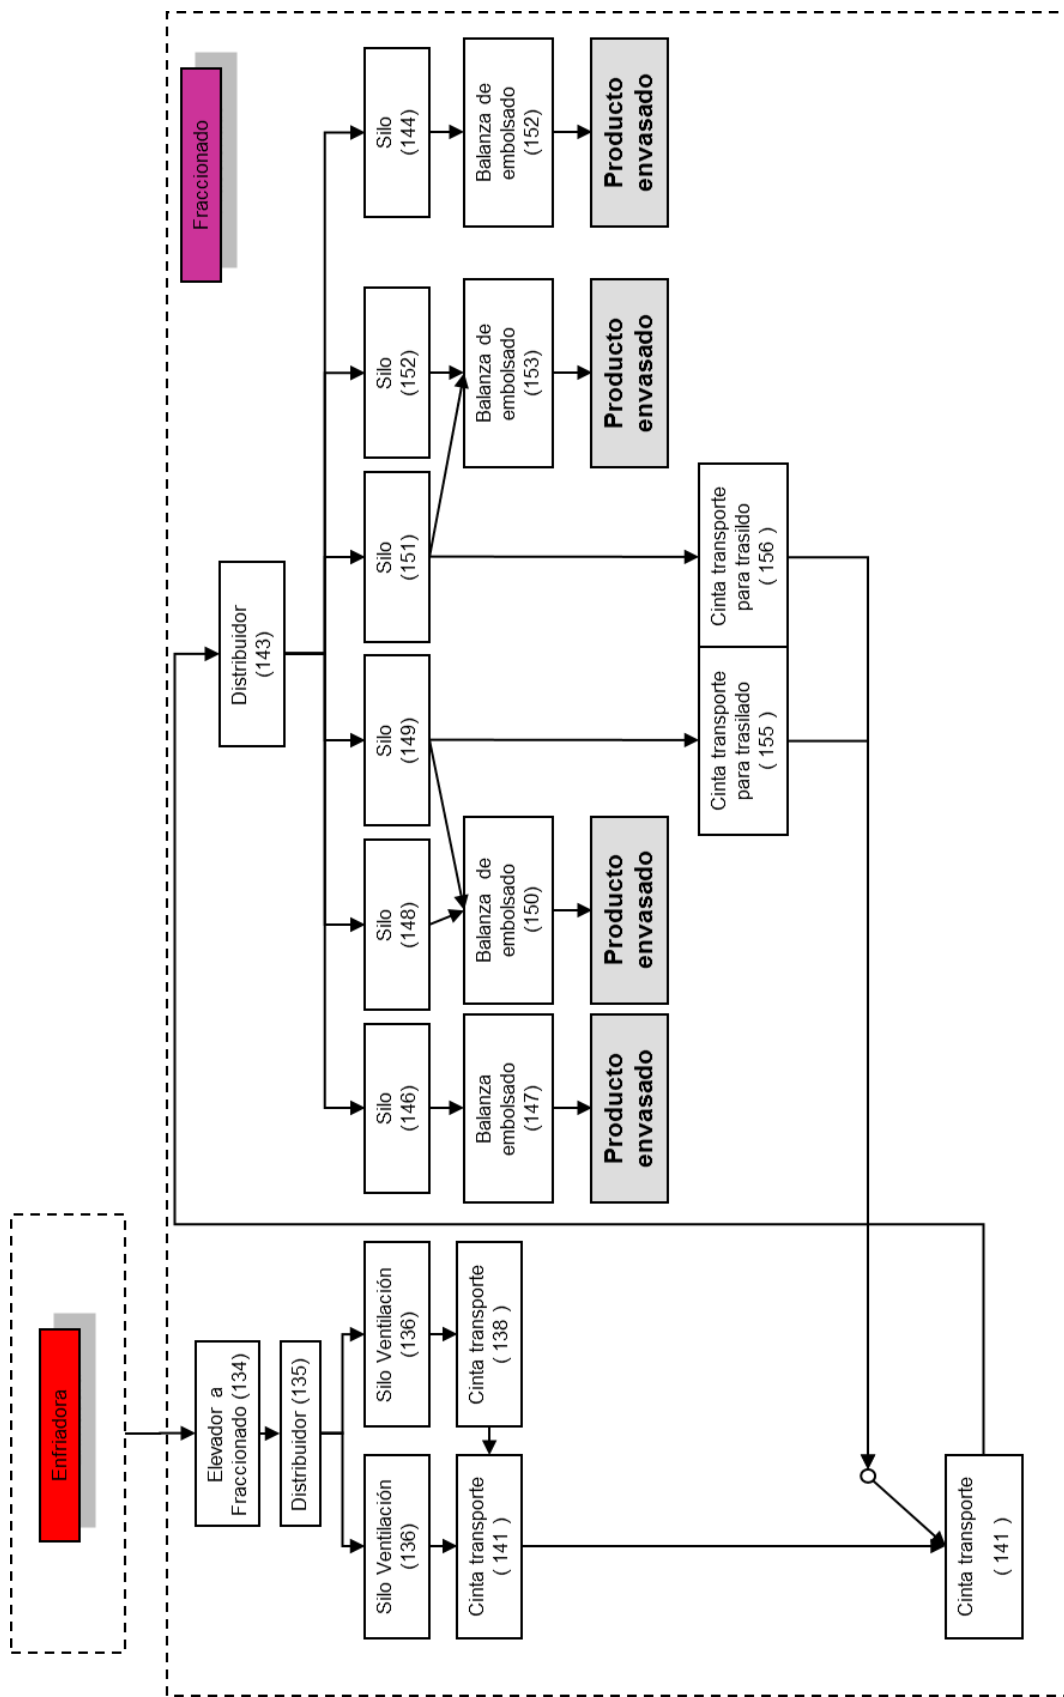 Enfriadora
Fraccionado
Elevador a
Fraccionado (134)
Distribuidor
(143)
Distribuidor (135)
Silo Ventilación
(136)
Silo Ventilación
(136)
Silo
(146)
Silo
(148)
Silo
(149)
Silo
(151)
Silo
(152)
Silo
(144)
Cinta transporte
( 141 )
Cinta transporte
( 138 )
Balanza
embolsado
(147)
Balanza de
embolsado
(150)
Balanza de
embolsado
(153)
Balanza de
embolsado
(152)
Producto
envasado
Producto
envasado
Producto
envasado
Producto
envasado
Cinta transporte
para trasilado
( 155 )
Cinta transporte
para trasildo
( 156 )
Cinta transporte
( 141 )